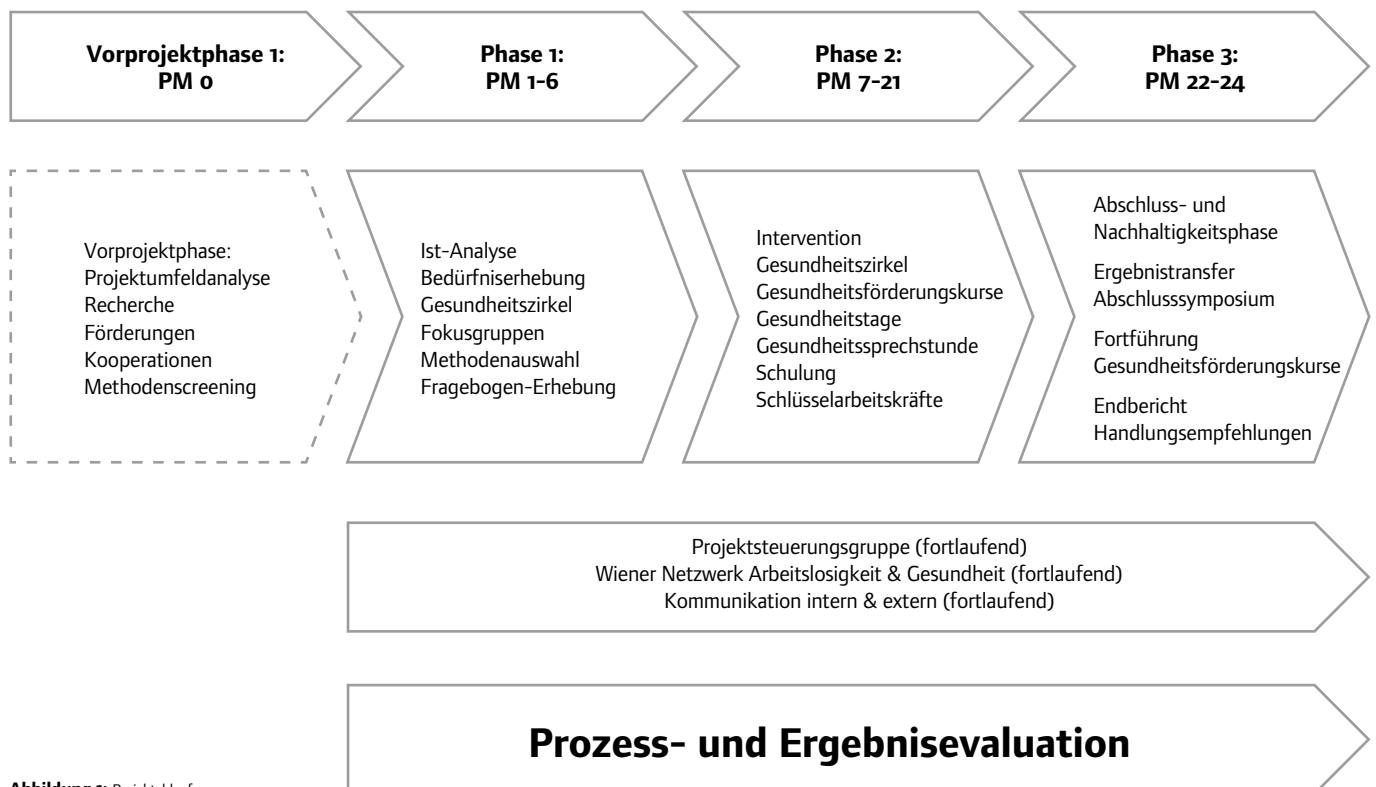 Vorprojektphase 1:
PM 0
Phase 1:
PM 1-6
Phase 2:
PM 7-21
Phase 3:
PM 22-24
Vorprojektphase:
Projektumfeldanalyse
Recherche
Förderungen
Kooperationen
Methodenscreening
Ist-Analyse
Bedürfniserhebung
Gesundheitszirkel
Fokusgruppen
Methodenauswahl
Fragebogen-Erhebung
Intervention
Gesundheitszirkel
Gesundheitsförderungskurse
Gesundheitstage
Gesundheitssprechstunde
Schulung
Schlüsselarbeitskräfte
Abschluss- und
Nachhaltigkeitsphase
Ergebnistransfer
Abschlusssymposium
Fortführung
Gesundheitsförderungskurse
Endbericht
Handlungsempfehlungen
Projektsteuerungsgruppe (fortlaufend)
Wiener Netzwerk Arbeitslosigkeit & Gesundheit (fortlaufend)
Kommunikation intern & extern (fortlaufend)
Prozess- und Ergebnisevaluation